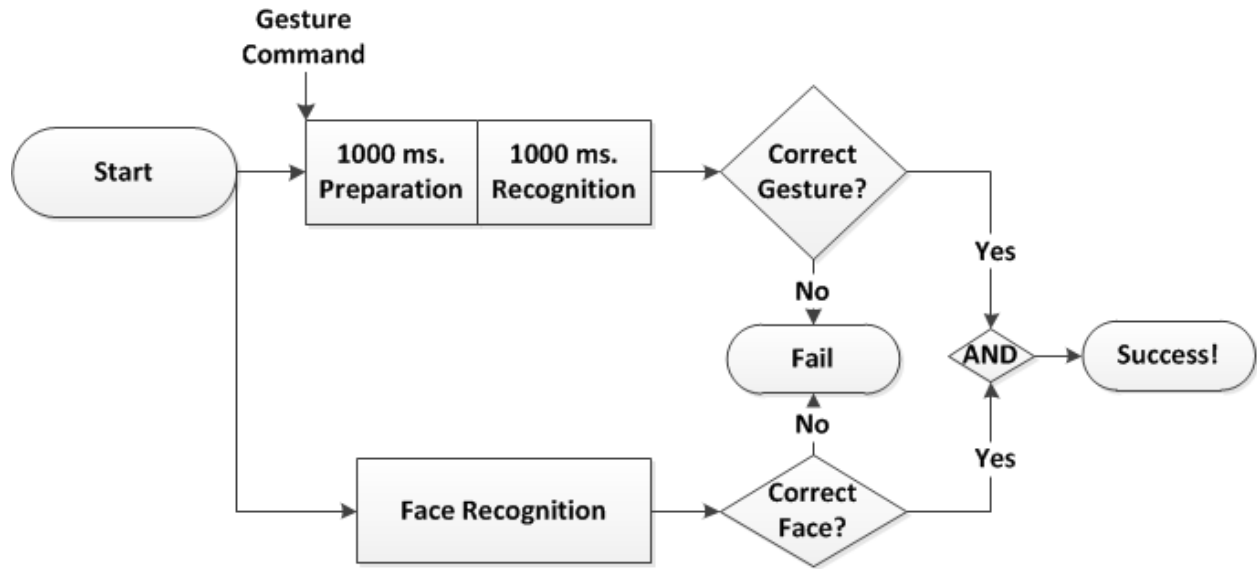 Gesture
Command
Start
1000 ms.
Preparation
1000 ms.
Recognition
Correct
Gesture?
Yes
No
Fail
AND
Success!
No
Yes
Face Recognition
Correct
Face?